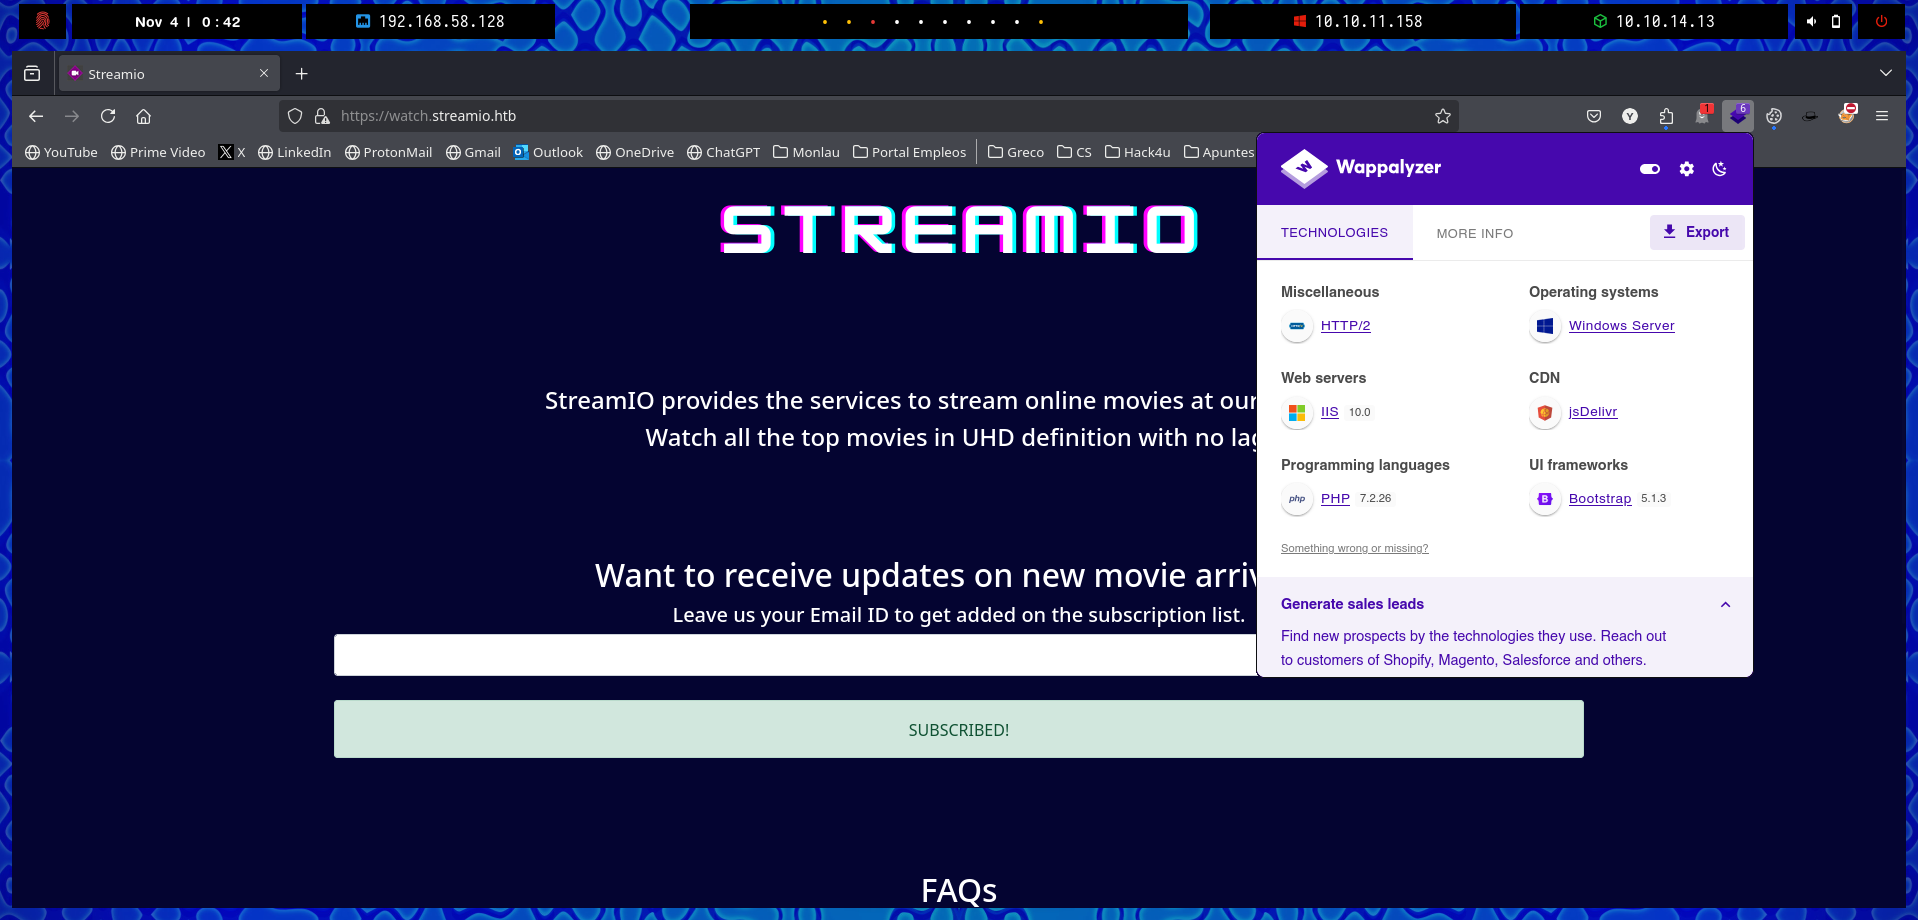 Nov 4 | 0:42
192.168.58.128
10.10.11.158
10.10.14.13
Streamio
https://watch.streamio.htb
1
6
YouTube
Prime Video
X
LinkedIn
ProtonMail
Gmail
Outlook
OneDrive
ChatGPT
Monlau
Portal Empleos
Greco
CS
Hack4u
Apuntes
STREAMIO
StreamIO provides the services to stream online movies at our
Watch all the top movies in UHD definition with no lag
Want to receive updates on new movie arriv
Leave us your Email ID to get added on the subscription list.
SUBSCRIBED!
FAQs
Wappalyzer
TECHNOLOGIES
MORE INFO
Export
Miscellaneous
HTTP/2
Operating systems
Windows Server
Web servers
IIS 10.0
CDN
jsDelivr
Programming languages
php PHP 7.2.26
UI frameworks
B Bootstrap 5.1.3
Something wrong or missing?
Generate sales leads
Find new prospects by the technologies they use. Reach out
to customers of Shopify, Magento, Salesforce and others.